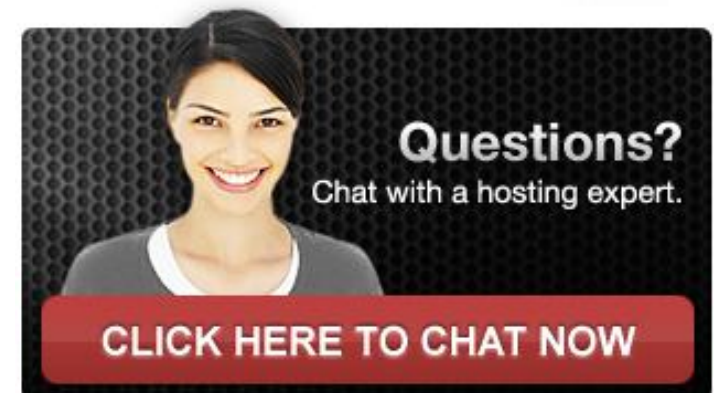 Questions?
Chat with a hosting expert.
CLICK HERE TO CHAT NOW